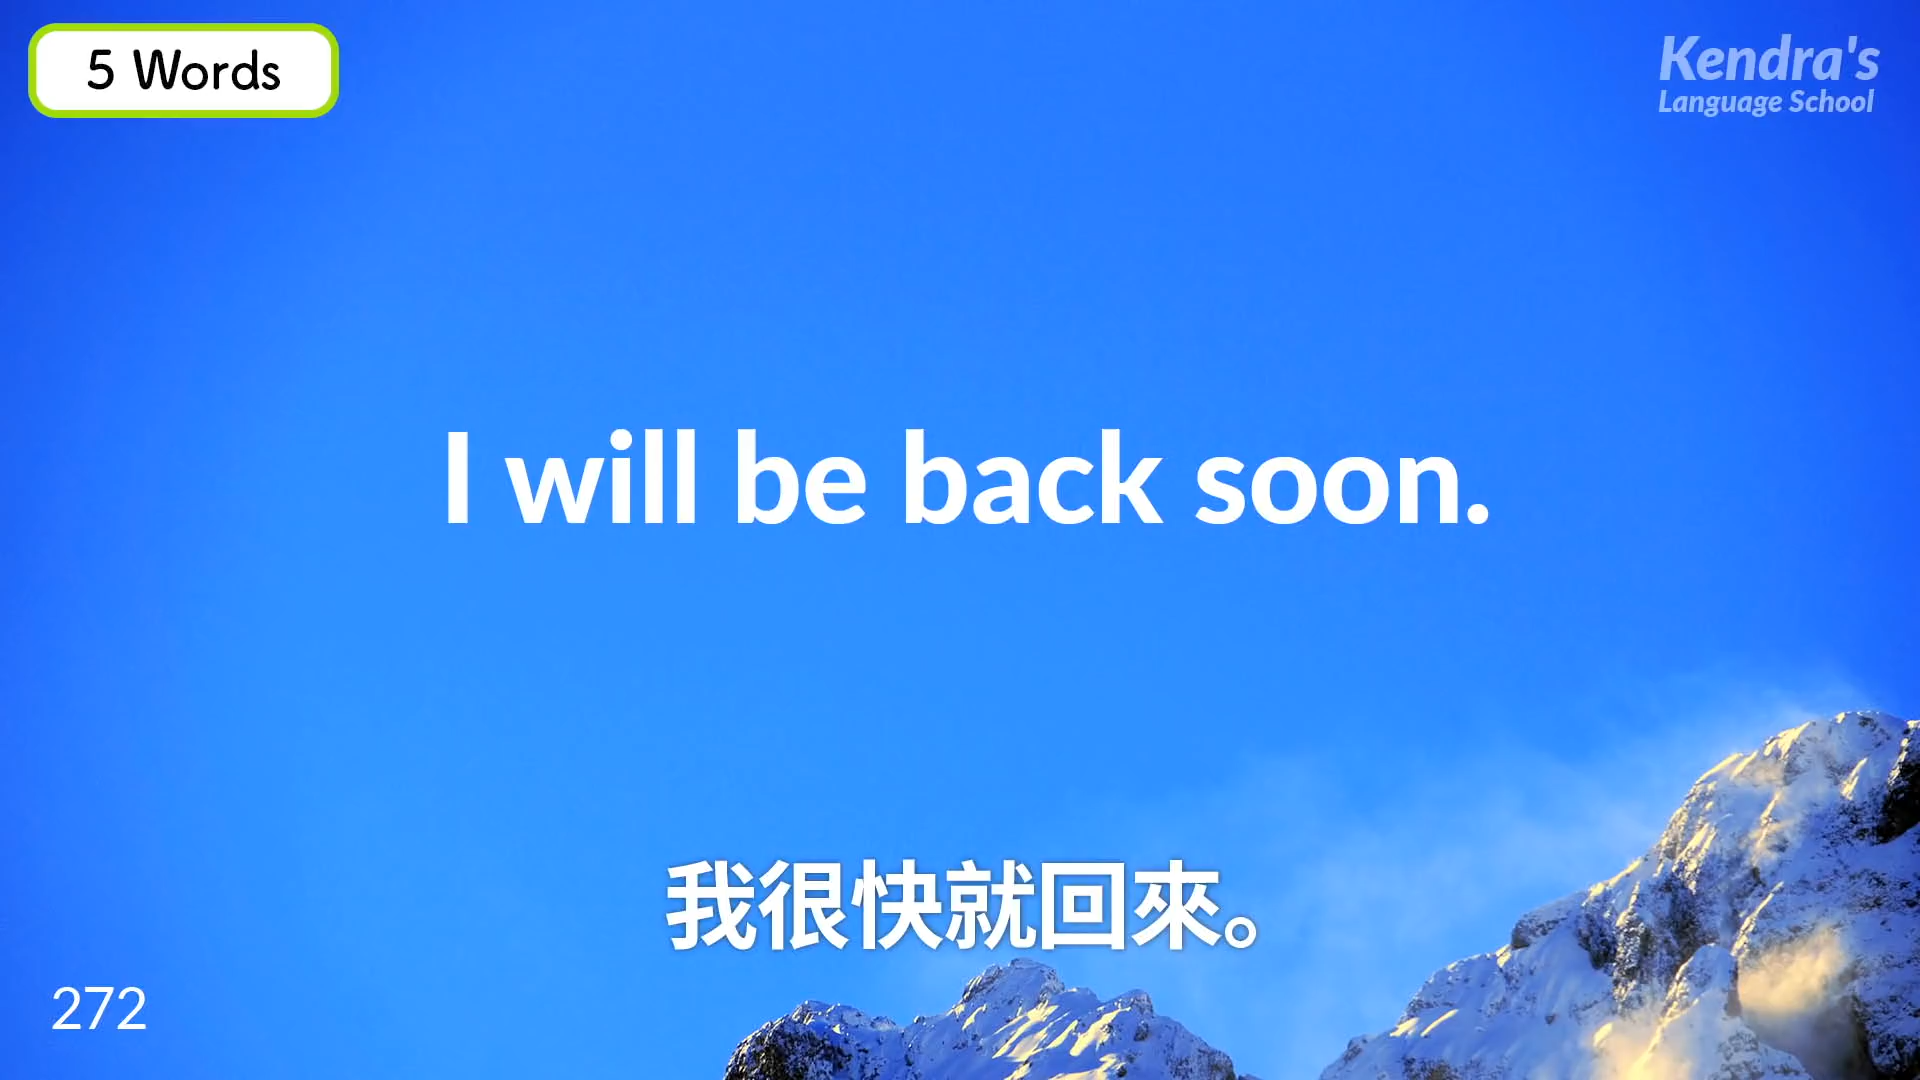 5 Words
Kendra's
Language School
I will be back soon.
我很快就回來。
272